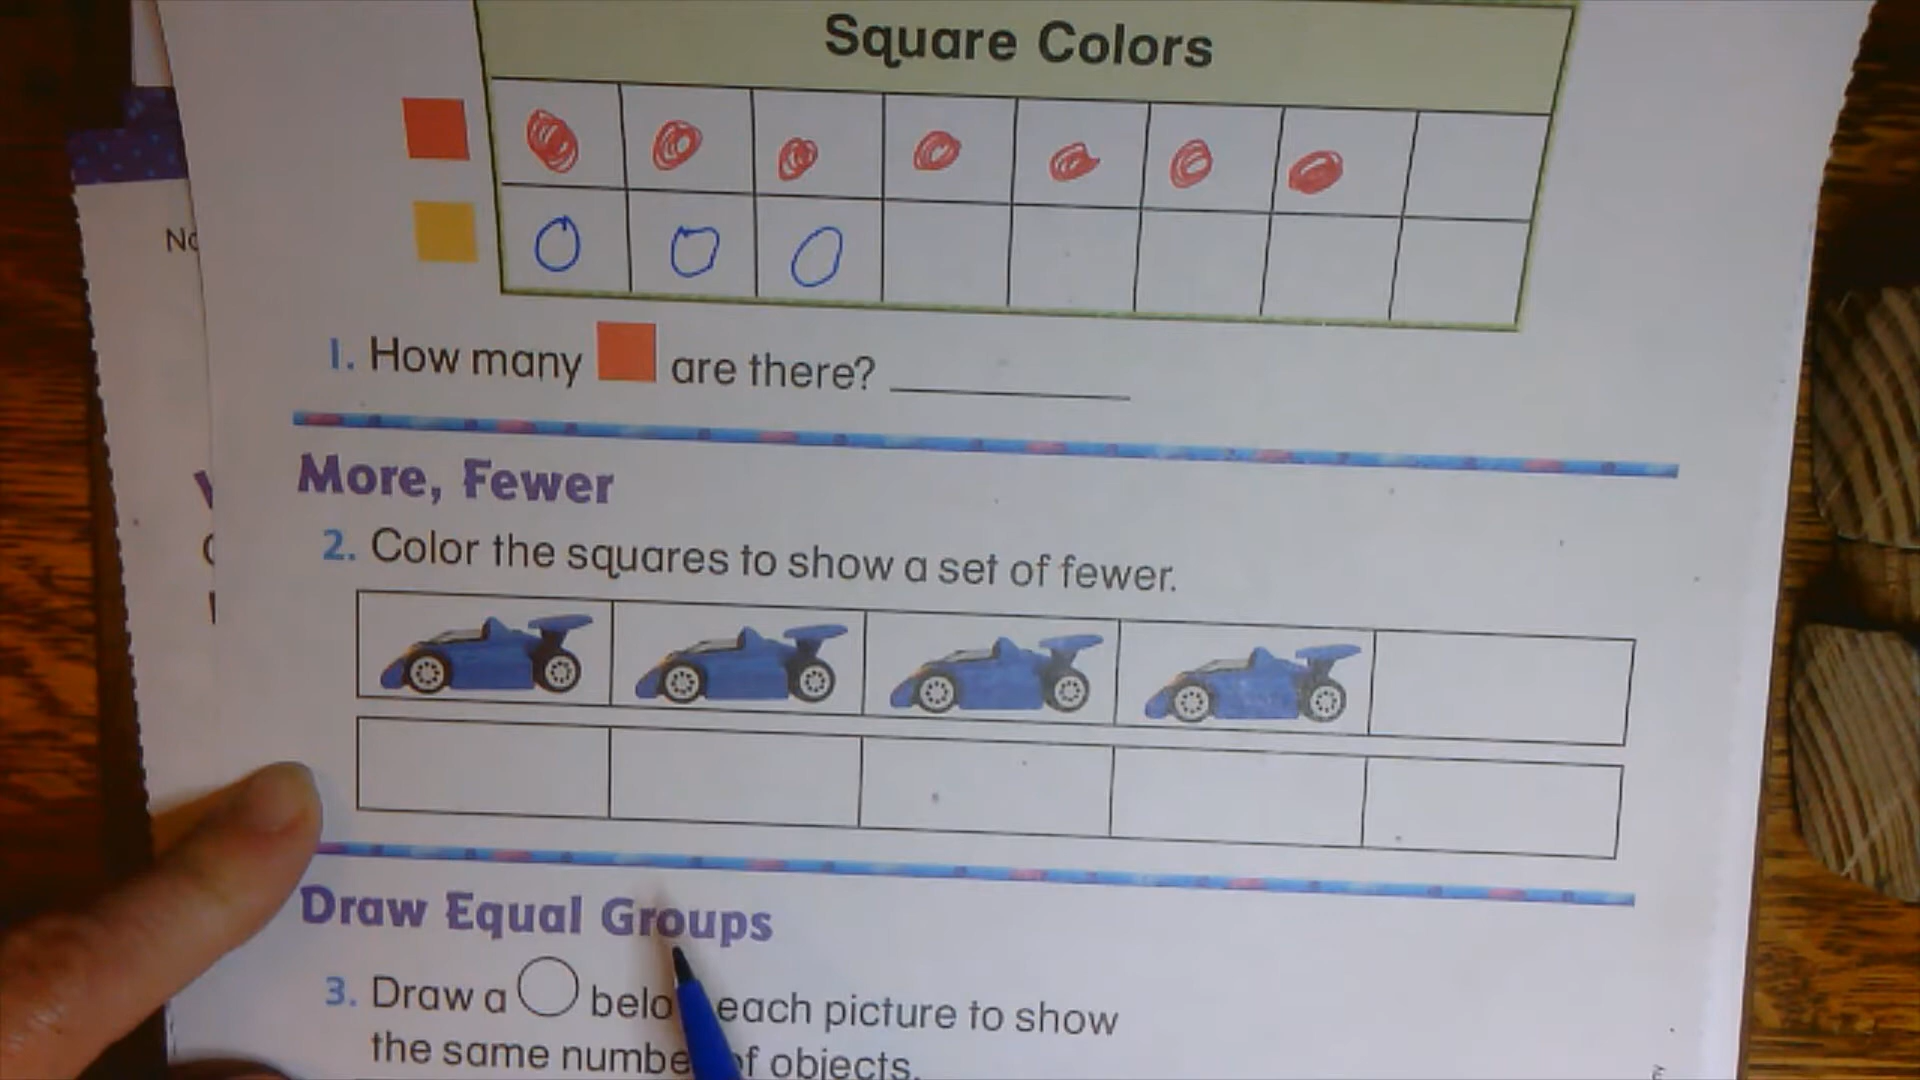 Square Colors
1. How many are there?
More, Fewer
2. Color the squares to show a set of fewer.
Draw Equal Groups
3. Draw a each picture to show
the same of objects.